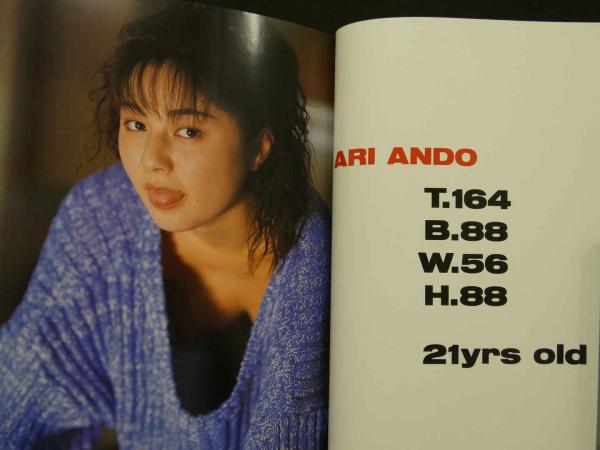 ARI ANDO
T.164
B.88
W.56
H.88
21yrs old